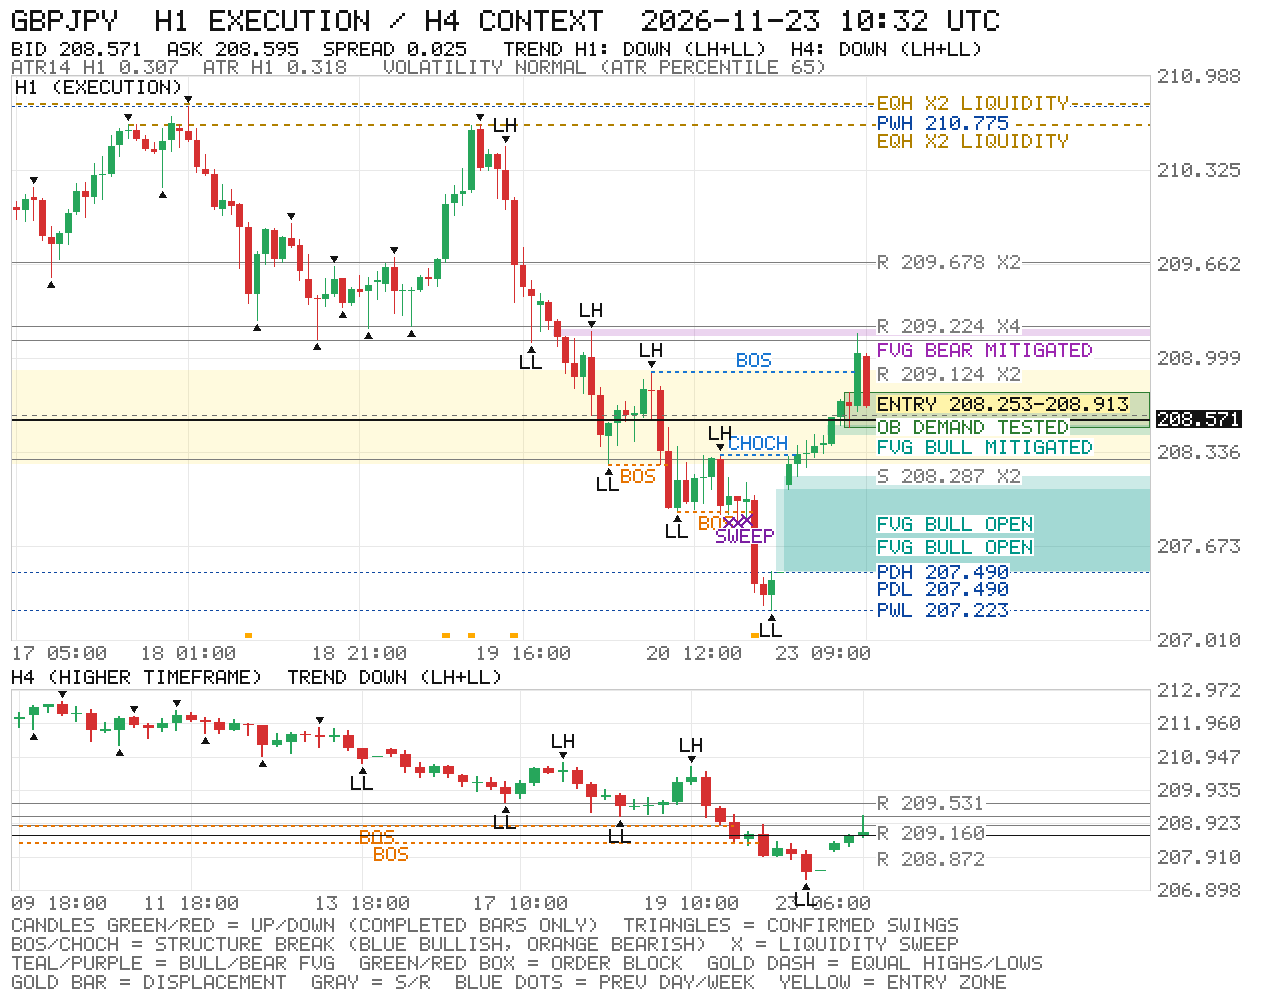 GBPJPY  H1 EXECUTION / H4 CONTEXT  2026-11-23 10:32 UTC
BID 208.571  ASK 208.595  SPREAD 0.025  TREND H1: DOWN (LH+LL)  H4: DOWN (LH+LL)
ATR14 H1 0.307  ATR H1 0.318  VOLATILITY NORMAL (ATR PERCENTILE 65)
H1 (EXECUTION)
210.988
EQH X2 LIQUIDITY
PWH 210.775
LH
EQH X2 LIQUIDITY
210.325
R 209.678 X2
209.662
LH
R 209.224 X4
LH
FVG BEAR MITIGATED
LL
BOS
208.999
R 209.124 X2
ENTRY 208.253-208.913
208.571
OB DEMAND TESTED
LH
CHOCH
FVG BULL MITIGATED
208.336
LL
BOS
S 208.287 X2
BOS
FVG BULL OPEN
LL
SWEEP
FVG BULL OPEN
207.673
PDH 207.490
PDL 207.490
PWL 207.223
LL
207.010
17 05:00  18 01:00  18 21:00  19 16:00  20 12:00  23 09:00
H4 (HIGHER TIMEFRAME)  TREND DOWN (LH+LL)
212.972
211.960
LH
LH
210.947
LL
209.935
R 209.531
LL
208.923
BOS
LL
R 209.160
BOS
R 208.872
207.910
206.898
LL
09 18:00  11 18:00  13 18:00  17 10:00  19 10:00  23 06:00
CANDLES GREEN/RED = UP/DOWN (COMPLETED BARS ONLY)  TRIANGLES = CONFIRMED SWINGS
BOS/CHOCH = STRUCTURE BREAK (BLUE BULLISH, ORANGE BEARISH)  X = LIQUIDITY SWEEP
TEAL/PURPLE = BULL/BEAR FVG  GREEN/RED BOX = ORDER BLOCK  GOLD DASH = EQUAL HIGHS/LOWS
GOLD BAR = DISPLACEMENT  GRAY = S/R  BLUE DOTS = PREV DAY/WEEK  YELLOW = ENTRY ZONE